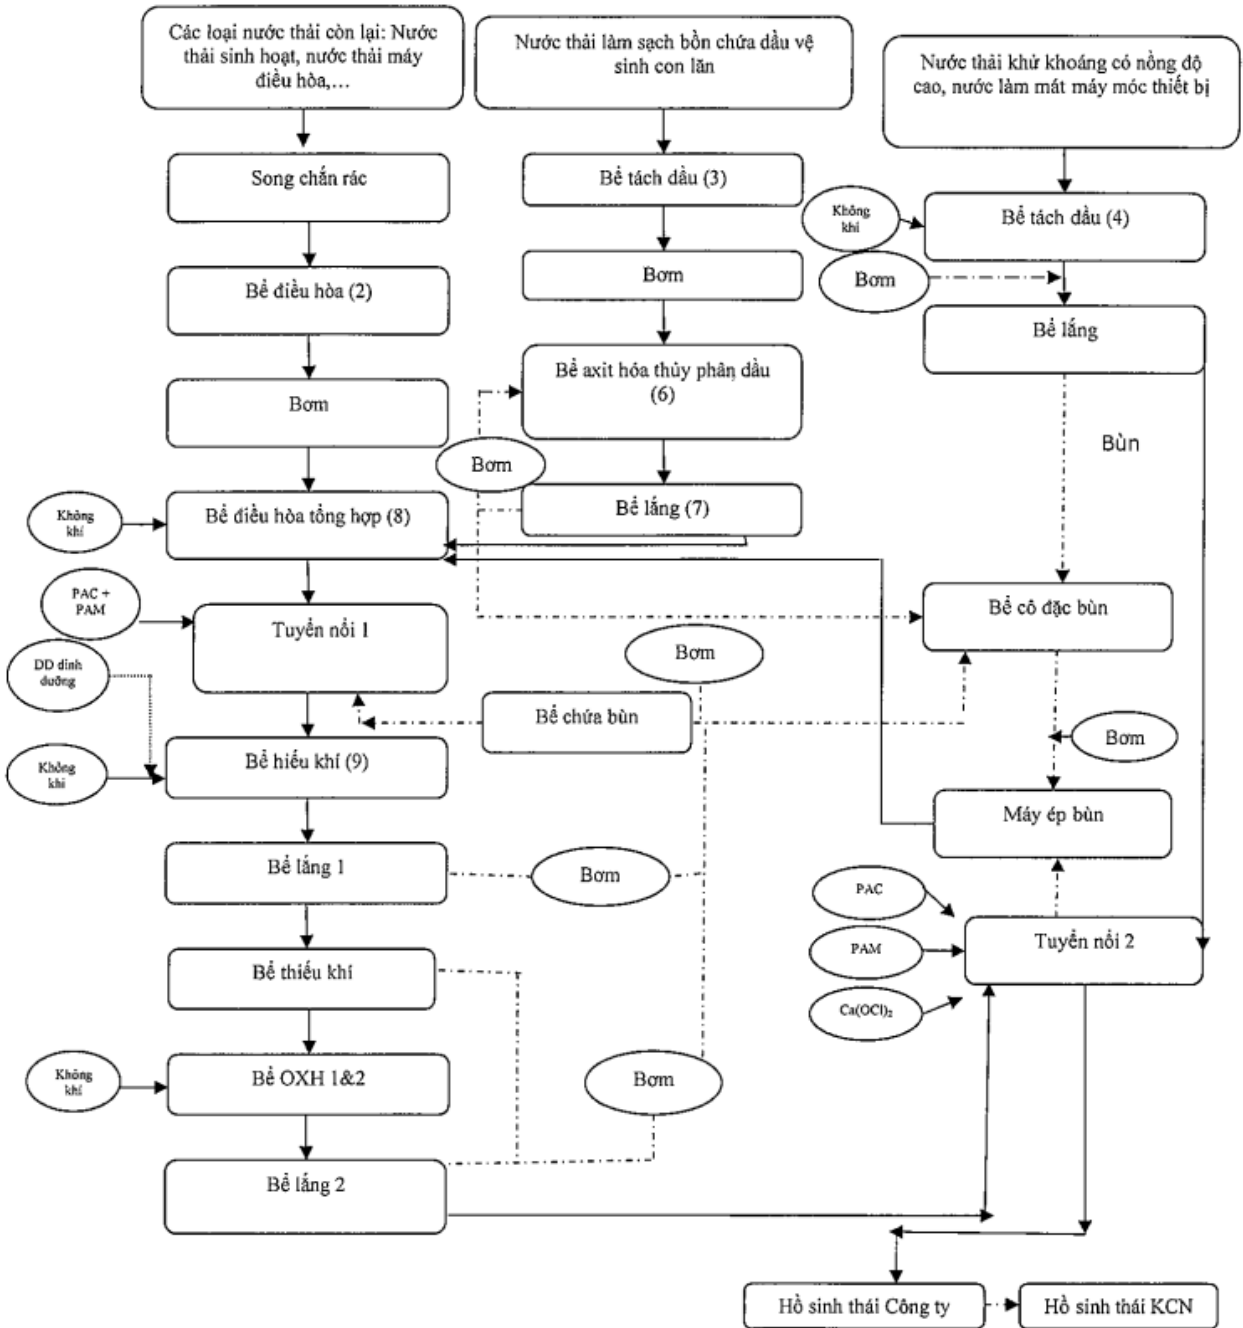 Các loại nước thải còn lại: Nước
thải sinh hoạt, nước thải máy
điều hòa,…
Nước thải làm sạch bồn chứa dầu vệ
sinh con lăn
Nước thải khử khoáng có nồng độ
cao, nước làm mát máy móc thiết bị
Song chắn rác
Bể tách dầu (3)
Không
khí
Bể tách dầu (4)
Bể điều hòa (2)
Bơm
Bơm
Bể lắng
Bể axit hóa thủy phân dầu
(6)
Bơm
Bùn
Bơm
Không
khí
Bể điều hòa tổng hợp (8)
Bể lắng (7)
PAC +
PAM
Tuyển nổi 1
Bể cô đặc bùn
Bơm
DD dinh
dưỡng
Bể chứa bùn
Bơm
Không
khí
Bể hiếu khí (9)
Máy ép bùn
Bể lắng 1
Bơm
PAC
PAM
Tuyển nổi 2
Ca(OCl)₂
Bể thiếu khí
Không
khí
Bể OXH 1&2
Bơm
Bể lắng 2
Hồ sinh thái Công ty
Hồ sinh thái KCN